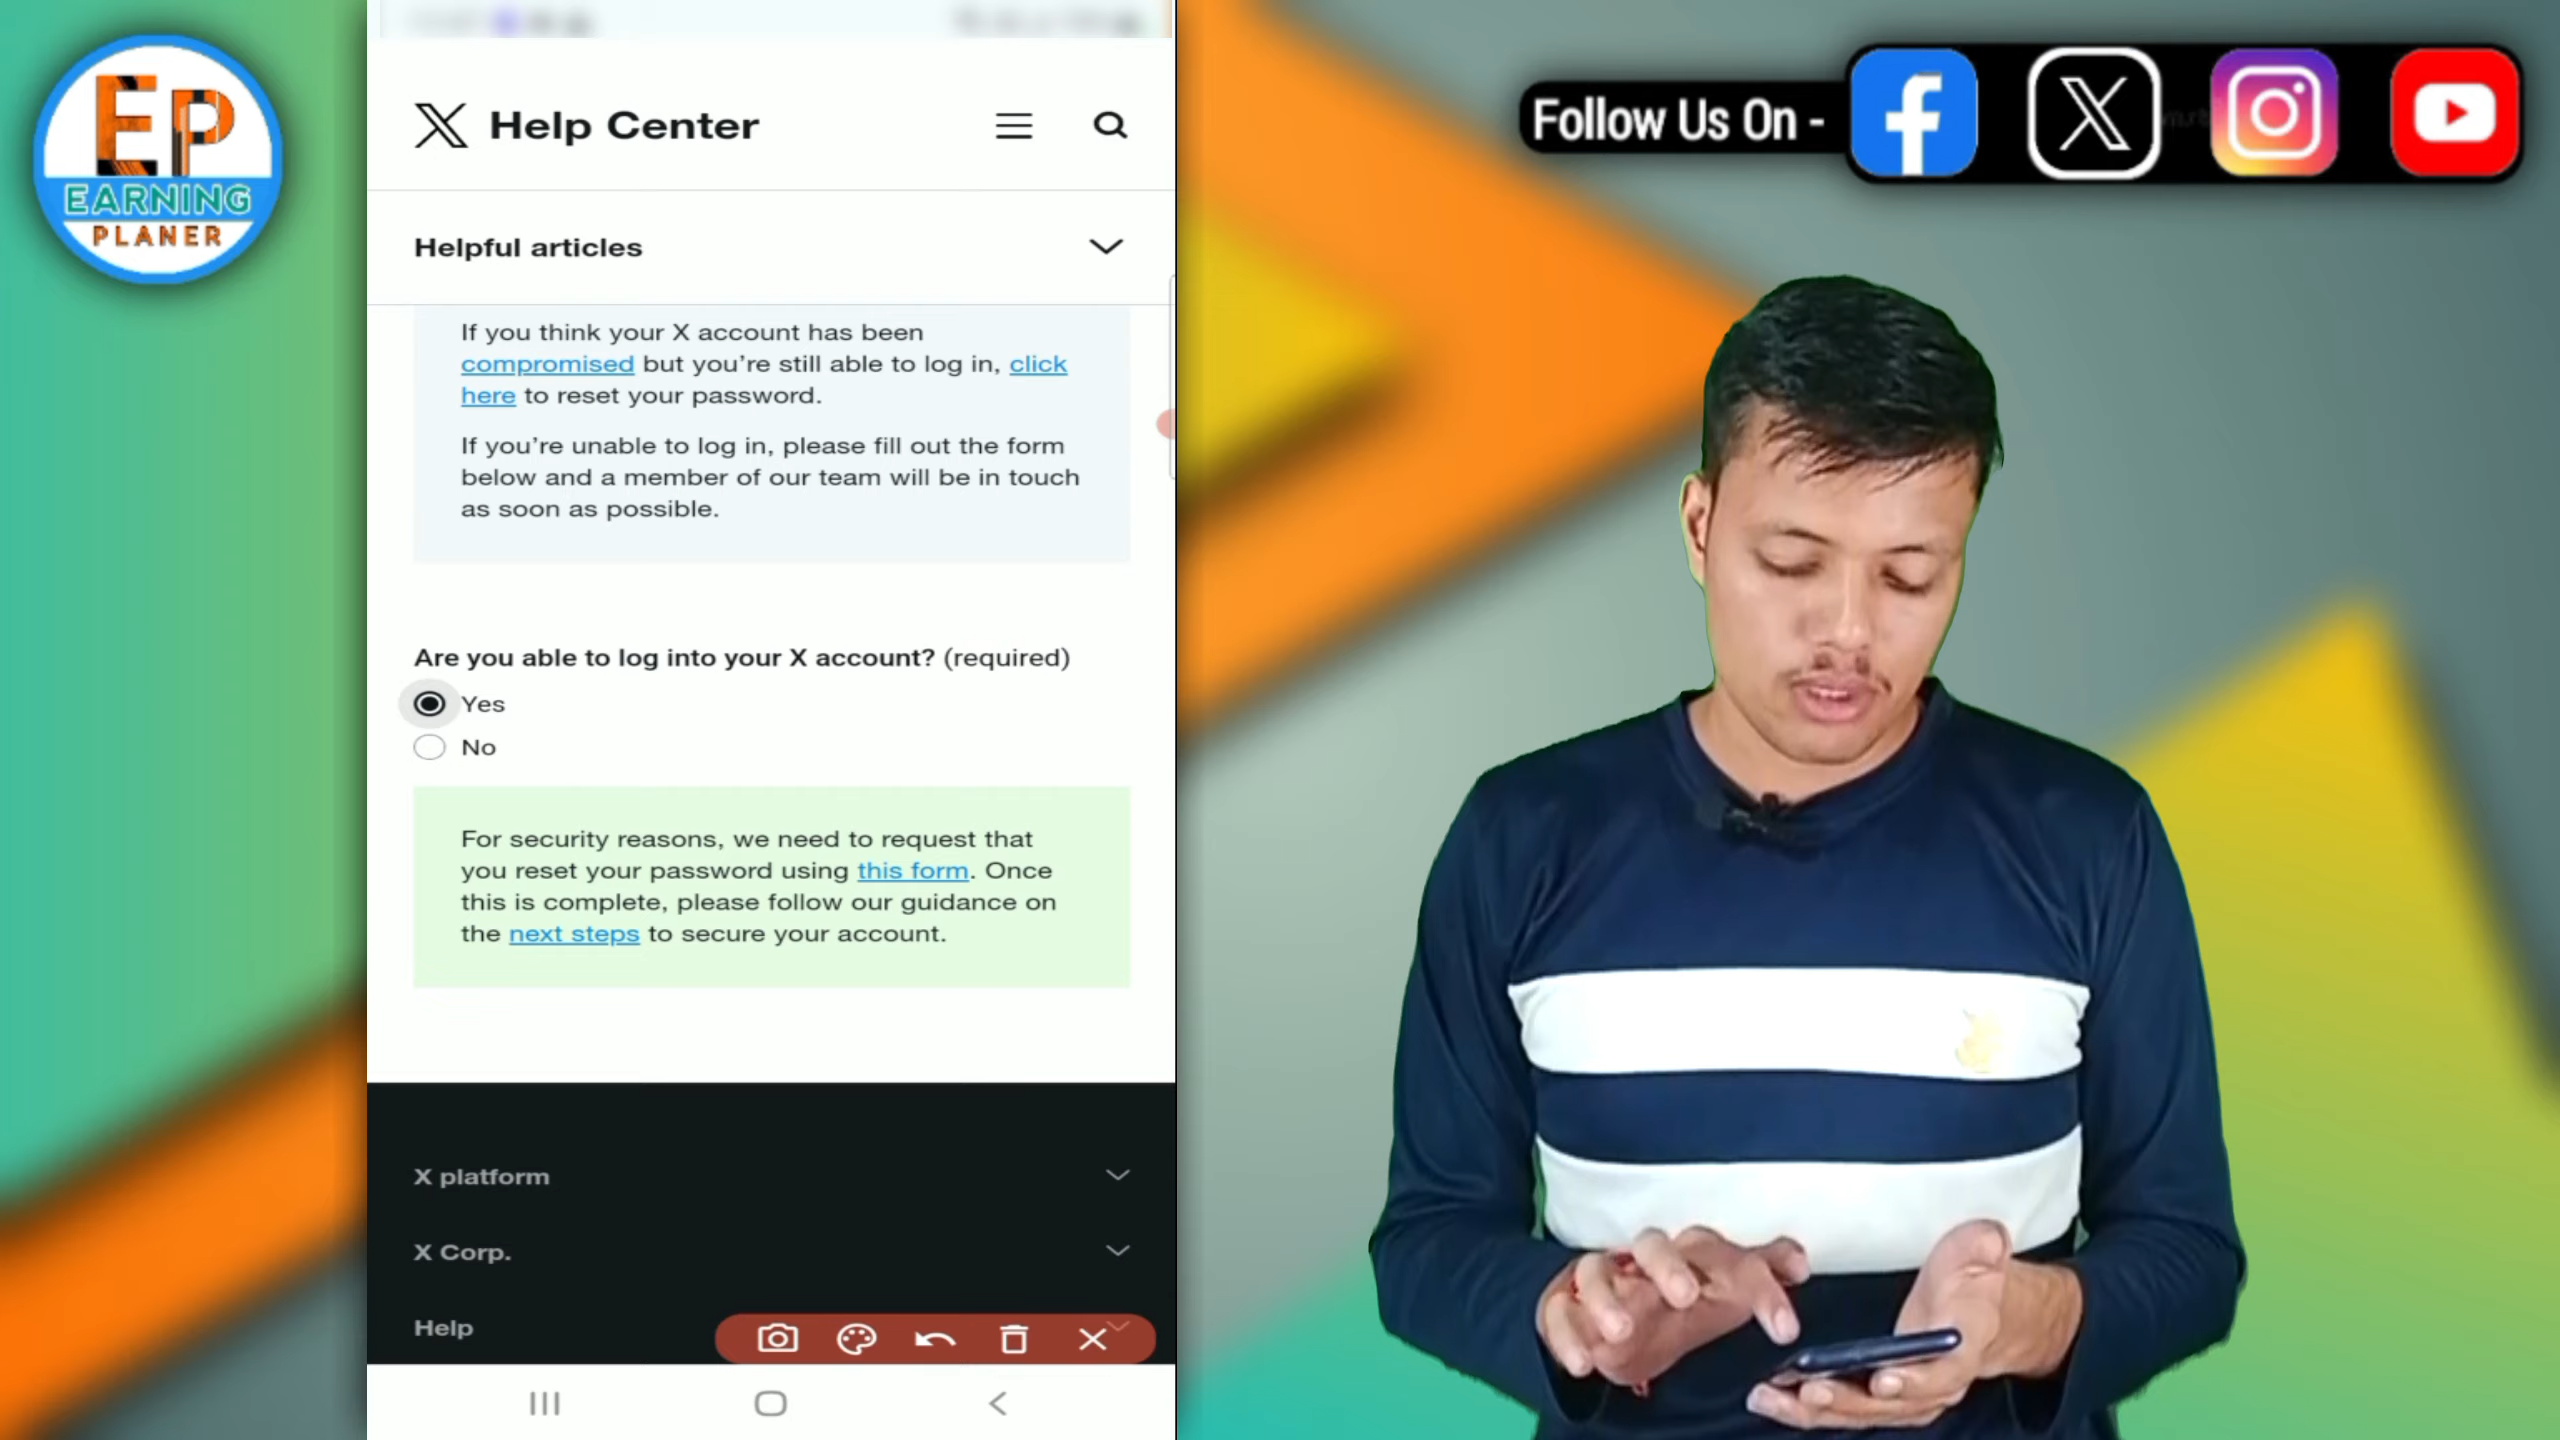 EP
EARNING
PLANER
X Help Center
Helpful articles
If you think your X account has been
compromised but you’re still able to log in, click
here to reset your password.
If you’re unable to log in, please fill out the form
below and a member of our team will be in touch
as soon as possible.
Are you able to log into your X account? (required)
Yes
No
For security reasons, we need to request that
you reset your password using this form. Once
this is complete, please follow our guidance on
the next steps to secure your account.
X platform
X Corp.
Help
Follow Us On -